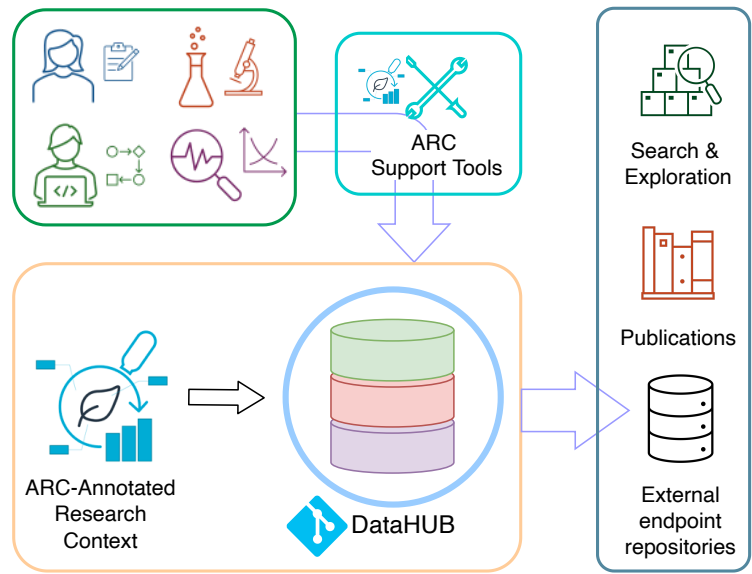 ARC
Support Tools
Search &
Exploration
Publications
</>
ARC-Annotated
Research
Context
DataHUB
External
endpoint
repositories